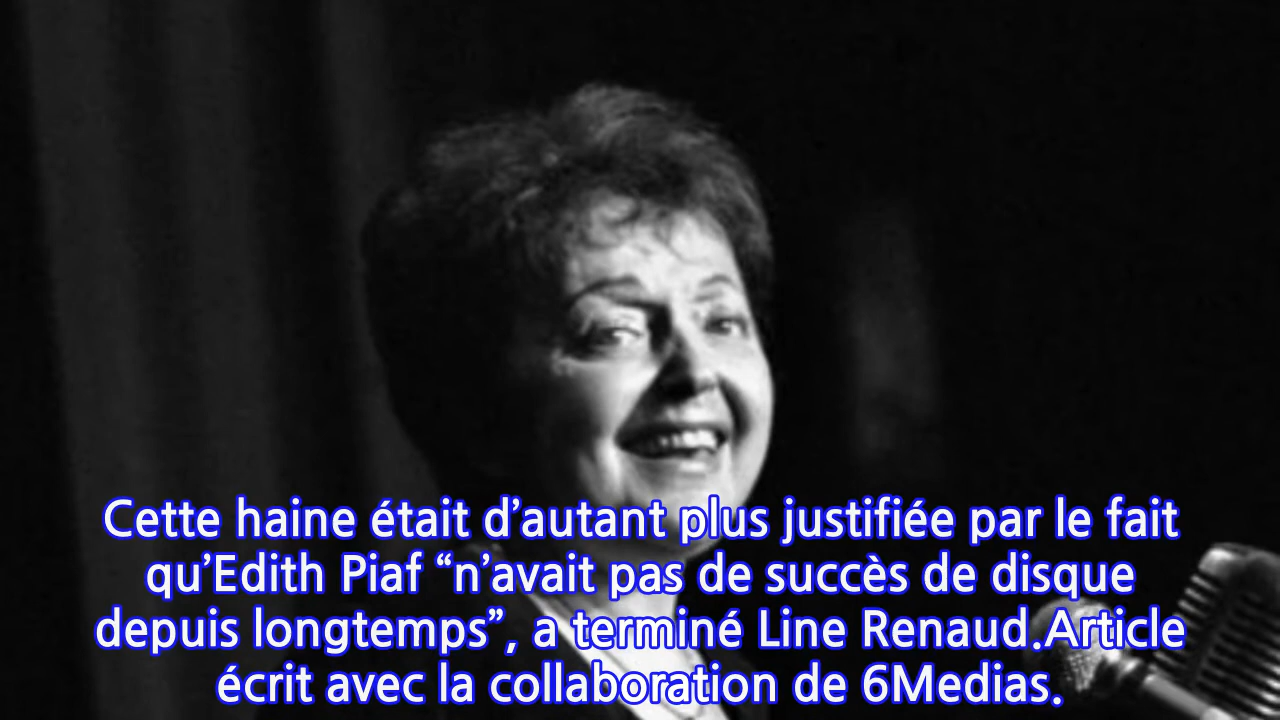 Cette haine était d’autant plus justifiée par le fait
qu’Edith Piaf “n’avait pas de succès de disque
depuis longtemps”, a terminé Line Renaud.Article
écrit avec la collaboration de 6Medias.